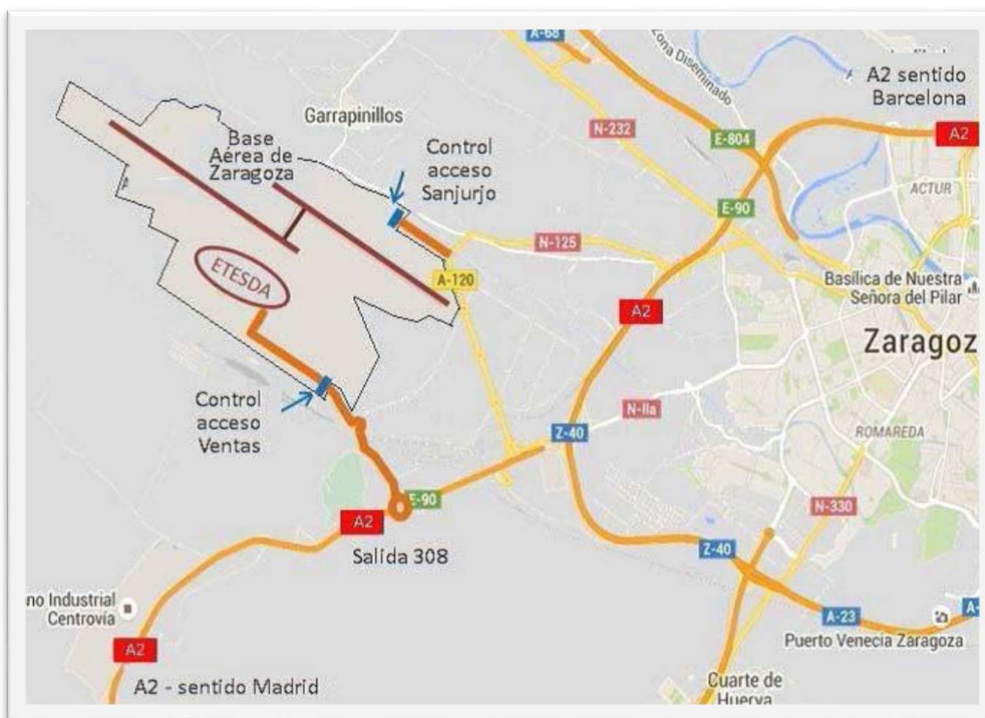 A-68
Zona Diseminado
A2 sentido
Barcelona
Garrapinillos
N-232
E-804
A2
Base
Aérea de
Zaragoza
Control
acceso
Sanjurjo
ACTUR
E-90
N-125
ETESDA
A-120
Basílica de Nuestra
Señora del Pilar
A2
Zaragoz
Control
acceso
Ventas
N-IIa
Z-40
ROMAREDA
E-90
A2
N-330
Salida 308
Z-40
no Industrial
Centrovía
A-23
A-
Puerto Venecia Zaragoza
A2
A2 - sentido Madrid
Cuarte de
Huerva